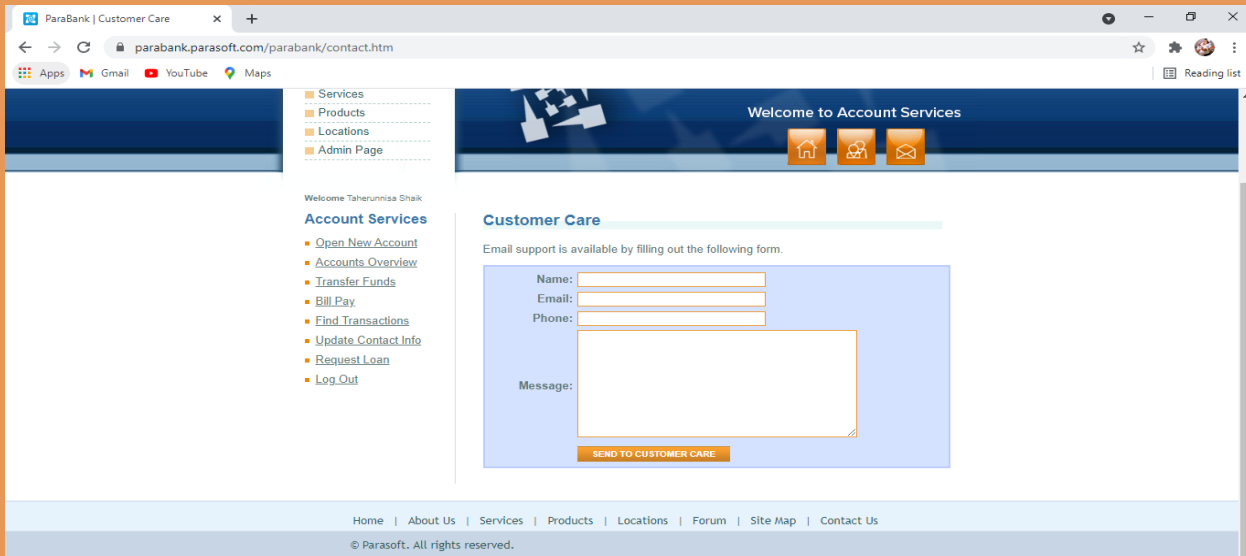 ParaBank | Customer Care
parabank.parasoft.com/parabank/contact.htm
Apps Gmail YouTube Maps Reading list
Services
Products
Locations
Admin Page
Welcome to Account Services
Welcome Taherunnisa Shaik
Account Services
Open New Account
Accounts Overview
Transfer Funds
Bill Pay
Find Transactions
Update Contact Info
Request Loan
Log Out
Customer Care
Email support is available by filling out the following form.
Name:
Email:
Phone:
Message:
SEND TO CUSTOMER CARE
Home | About Us | Services | Products | Locations | Forum | Site Map | Contact Us
© Parasoft. All rights reserved.